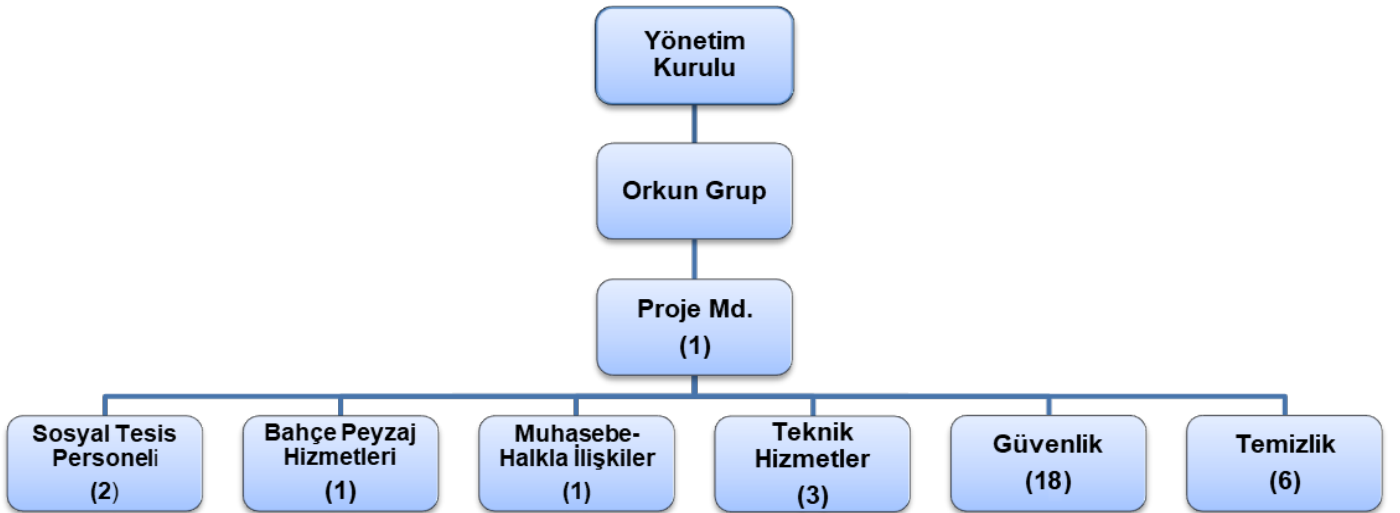 Yönetim
Kurulu
Orkun Grup
Proje Md.
(1)
Sosyal Tesis
Personeli
(2)
Bahçe Peyzaj
Hizmetleri
(1)
Muhasebe-
Halkla İlişkiler
(1)
Teknik
Hizmetler
(3)
Güvenlik
(18)
Temizlik
(6)